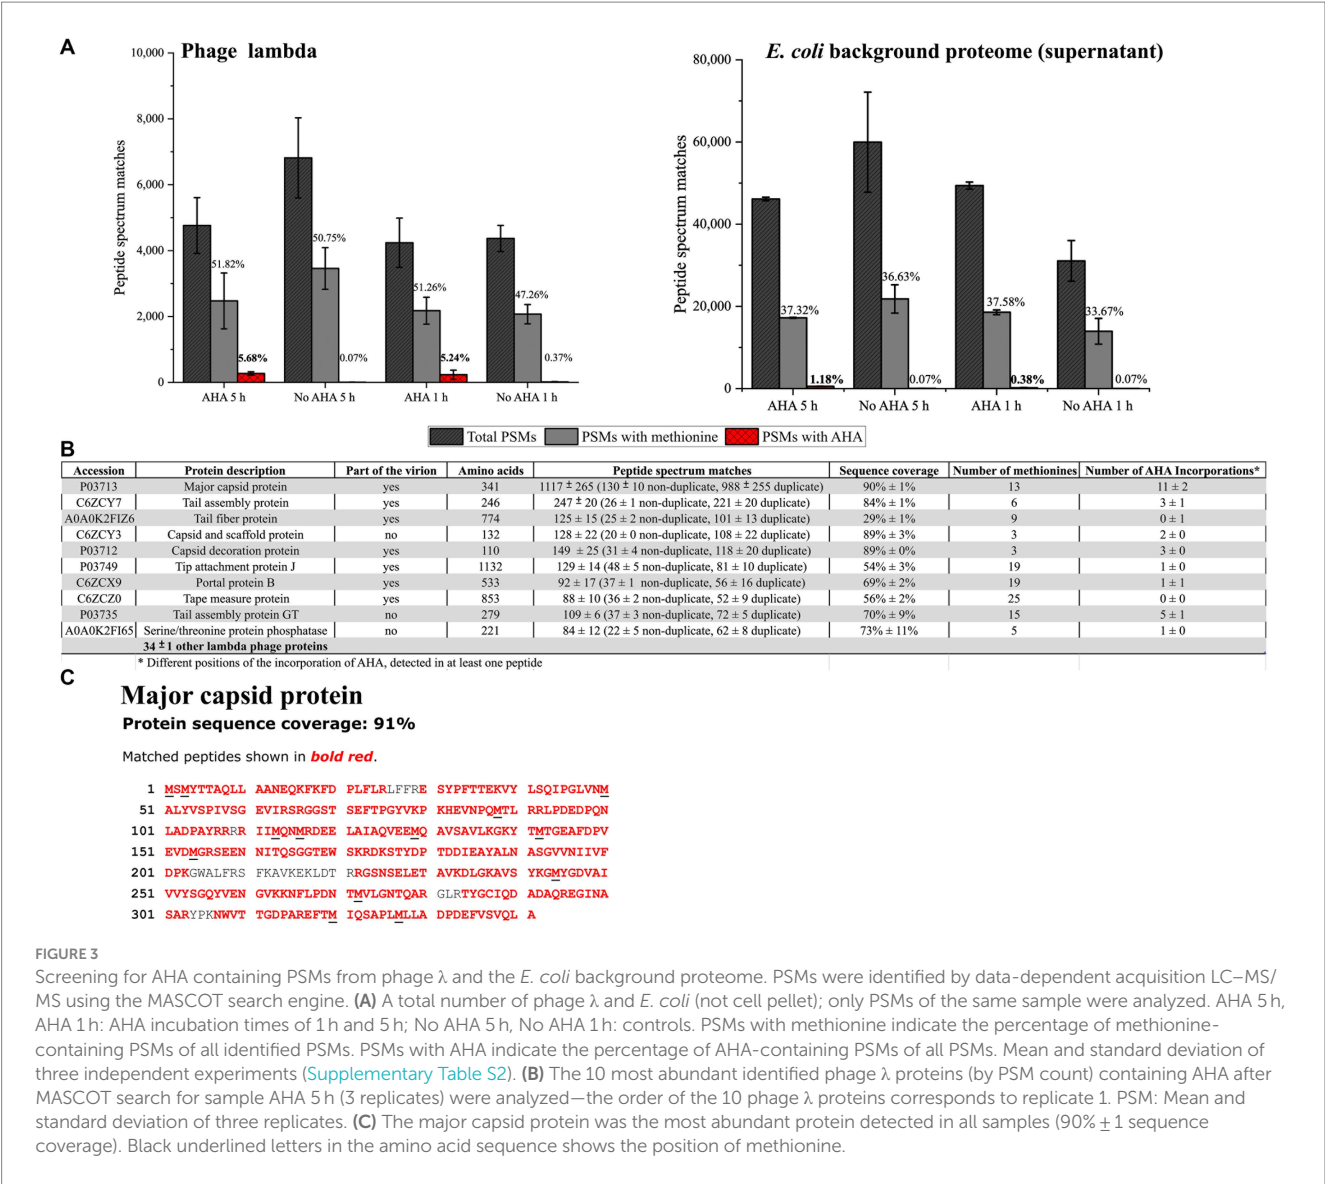 A
Phage lambda
10,000
8,000
6,000
4,000
2,000
0
Peptide spectrum matches
51.82%
5.68%
50.75%
0.07%
51.26%
5.24%
47.26%
0.37%
AHA 5 h
No AHA 5 h
AHA 1 h
No AHA 1 h
E. coli background proteome (supernatant)
80,000
60,000
40,000
20,000
0
Peptide spectrum matches
37.32%
1.18%
36.63%
0.07%
37.58%
0.38%
33.67%
0.07%
AHA 5 h
No AHA 5 h
AHA 1 h
No AHA 1 h
Total PSMs PSMs with methionine PSMs with AHA
B
Accession Protein description Part of the virion Amino acids Peptide spectrum matches Sequence coverage Number of methionines Number of AHA Incorporations*
P03713 Major capsid protein yes 341 1117 ± 265 (130 ± 10 non-duplicate, 988 ± 255 duplicate) 90% ± 1% 13 11 ± 2
C6ZCY7 Tail assembly protein yes 246 247 ± 20 (26 ± 1 non-duplicate, 221 ± 20 duplicate) 84% ± 1% 6 3 ± 1
A0A0K2FIZ6 Tail fiber protein yes 774 125 ± 15 (25 ± 2 non-duplicate, 101 ± 13 duplicate) 29% ± 1% 9 0 ± 1
C6ZCY3 Capsid and scaffold protein no 132 128 ± 22 (20 ± 0 non-duplicate, 108 ± 22 duplicate) 89% ± 3% 3 2 ± 0
P03712 Capsid decoration protein yes 110 149 ± 25 (31 ± 4 non-duplicate, 118 ± 20 duplicate) 89% ± 0% 3 3 ± 0
P03749 Tip attachment protein J yes 1132 129 ± 14 (48 ± 5 non-duplicate, 81 ± 10 duplicate) 54% ± 3% 19 1 ± 0
C6ZCX9 Portal protein B yes 533 92 ± 17 (37 ± 1 non-duplicate, 56 ± 16 duplicate) 69% ± 2% 19 1 ± 1
C6ZCZ0 Tape measure protein yes 853 88 ± 10 (36 ± 2 non-duplicate, 52 ± 9 duplicate) 56% ± 2% 25 0 ± 0
P03735 Tail assembly protein GT no 279 109 ± 6 (37 ± 3 non-duplicate, 72 ± 5 duplicate) 70% ± 9% 15 5 ± 1
A0A0K2FI65 Serine/threonine protein phosphatase no 221 84 ± 12 (22 ± 5 non-duplicate, 62 ± 8 duplicate) 73% ± 11% 5 1 ± 0
34 ± 1 other lambda phage proteins
* Different positions of the incorporation of AHA, detected in at least one peptide
C
Major capsid protein
Protein sequence coverage: 91%
Matched peptides shown in bold red.
1 MSMYTTAQLL AANEQKFKFD PLFLRLFFRE SYPFTTEKVY LSQIPGLVNM
51 ALYVSPIVSG EVIRSRGGST SEFTPGYVKP KHEVNPQMTL RRLPDEDPQN
101 LADPAYRRRR IIMQNMRDEE LAIAQVEEMQ AVSAVLKGKY TMTGEAFDPV
151 EVDMGRSEEN NITQSGGTEW SKRDKSTYDP TDDIEAYALN ASGVVNIIVF
201 DPKGWALFRS FKAVKEKLDT RRGSNSELET AVKDLGKAVS YKGMYGDVAI
251 VVYSGQYVEN GVKKNFLPDN TMVLGNTQAR GLRTYGCIQD ADAQREGINA
301 SARYPKNWVT TGDPAREFTM IQSAPLMLLA DPDEFVSVQL A
FIGURE 3
Screening for AHA containing PSMs from phage λ and the E. coli background proteome. PSMs were identified by data-dependent acquisition LC–MS/
MS using the MASCOT search engine. (A) A total number of phage λ and E. coli (not cell pellet); only PSMs of the same sample were analyzed. AHA 5 h,
AHA 1 h: AHA incubation times of 1 h and 5 h; No AHA 5 h, No AHA 1 h: controls. PSMs with methionine indicate the percentage of methionine-
containing PSMs of all identified PSMs. PSMs with AHA indicate the percentage of AHA-containing PSMs of all PSMs. Mean and standard deviation of
three independent experiments (Supplementary Table S2). (B) The 10 most abundant identified phage λ proteins (by PSM count) containing AHA after
MASCOT search for sample AHA 5 h (3 replicates) were analyzed—the order of the 10 phage λ proteins corresponds to replicate 1. PSM: Mean and
standard deviation of three replicates. (C) The major capsid protein was the most abundant protein detected in all samples (90% ± 1 sequence
coverage). Black underlined letters in the amino acid sequence shows the position of methionine.